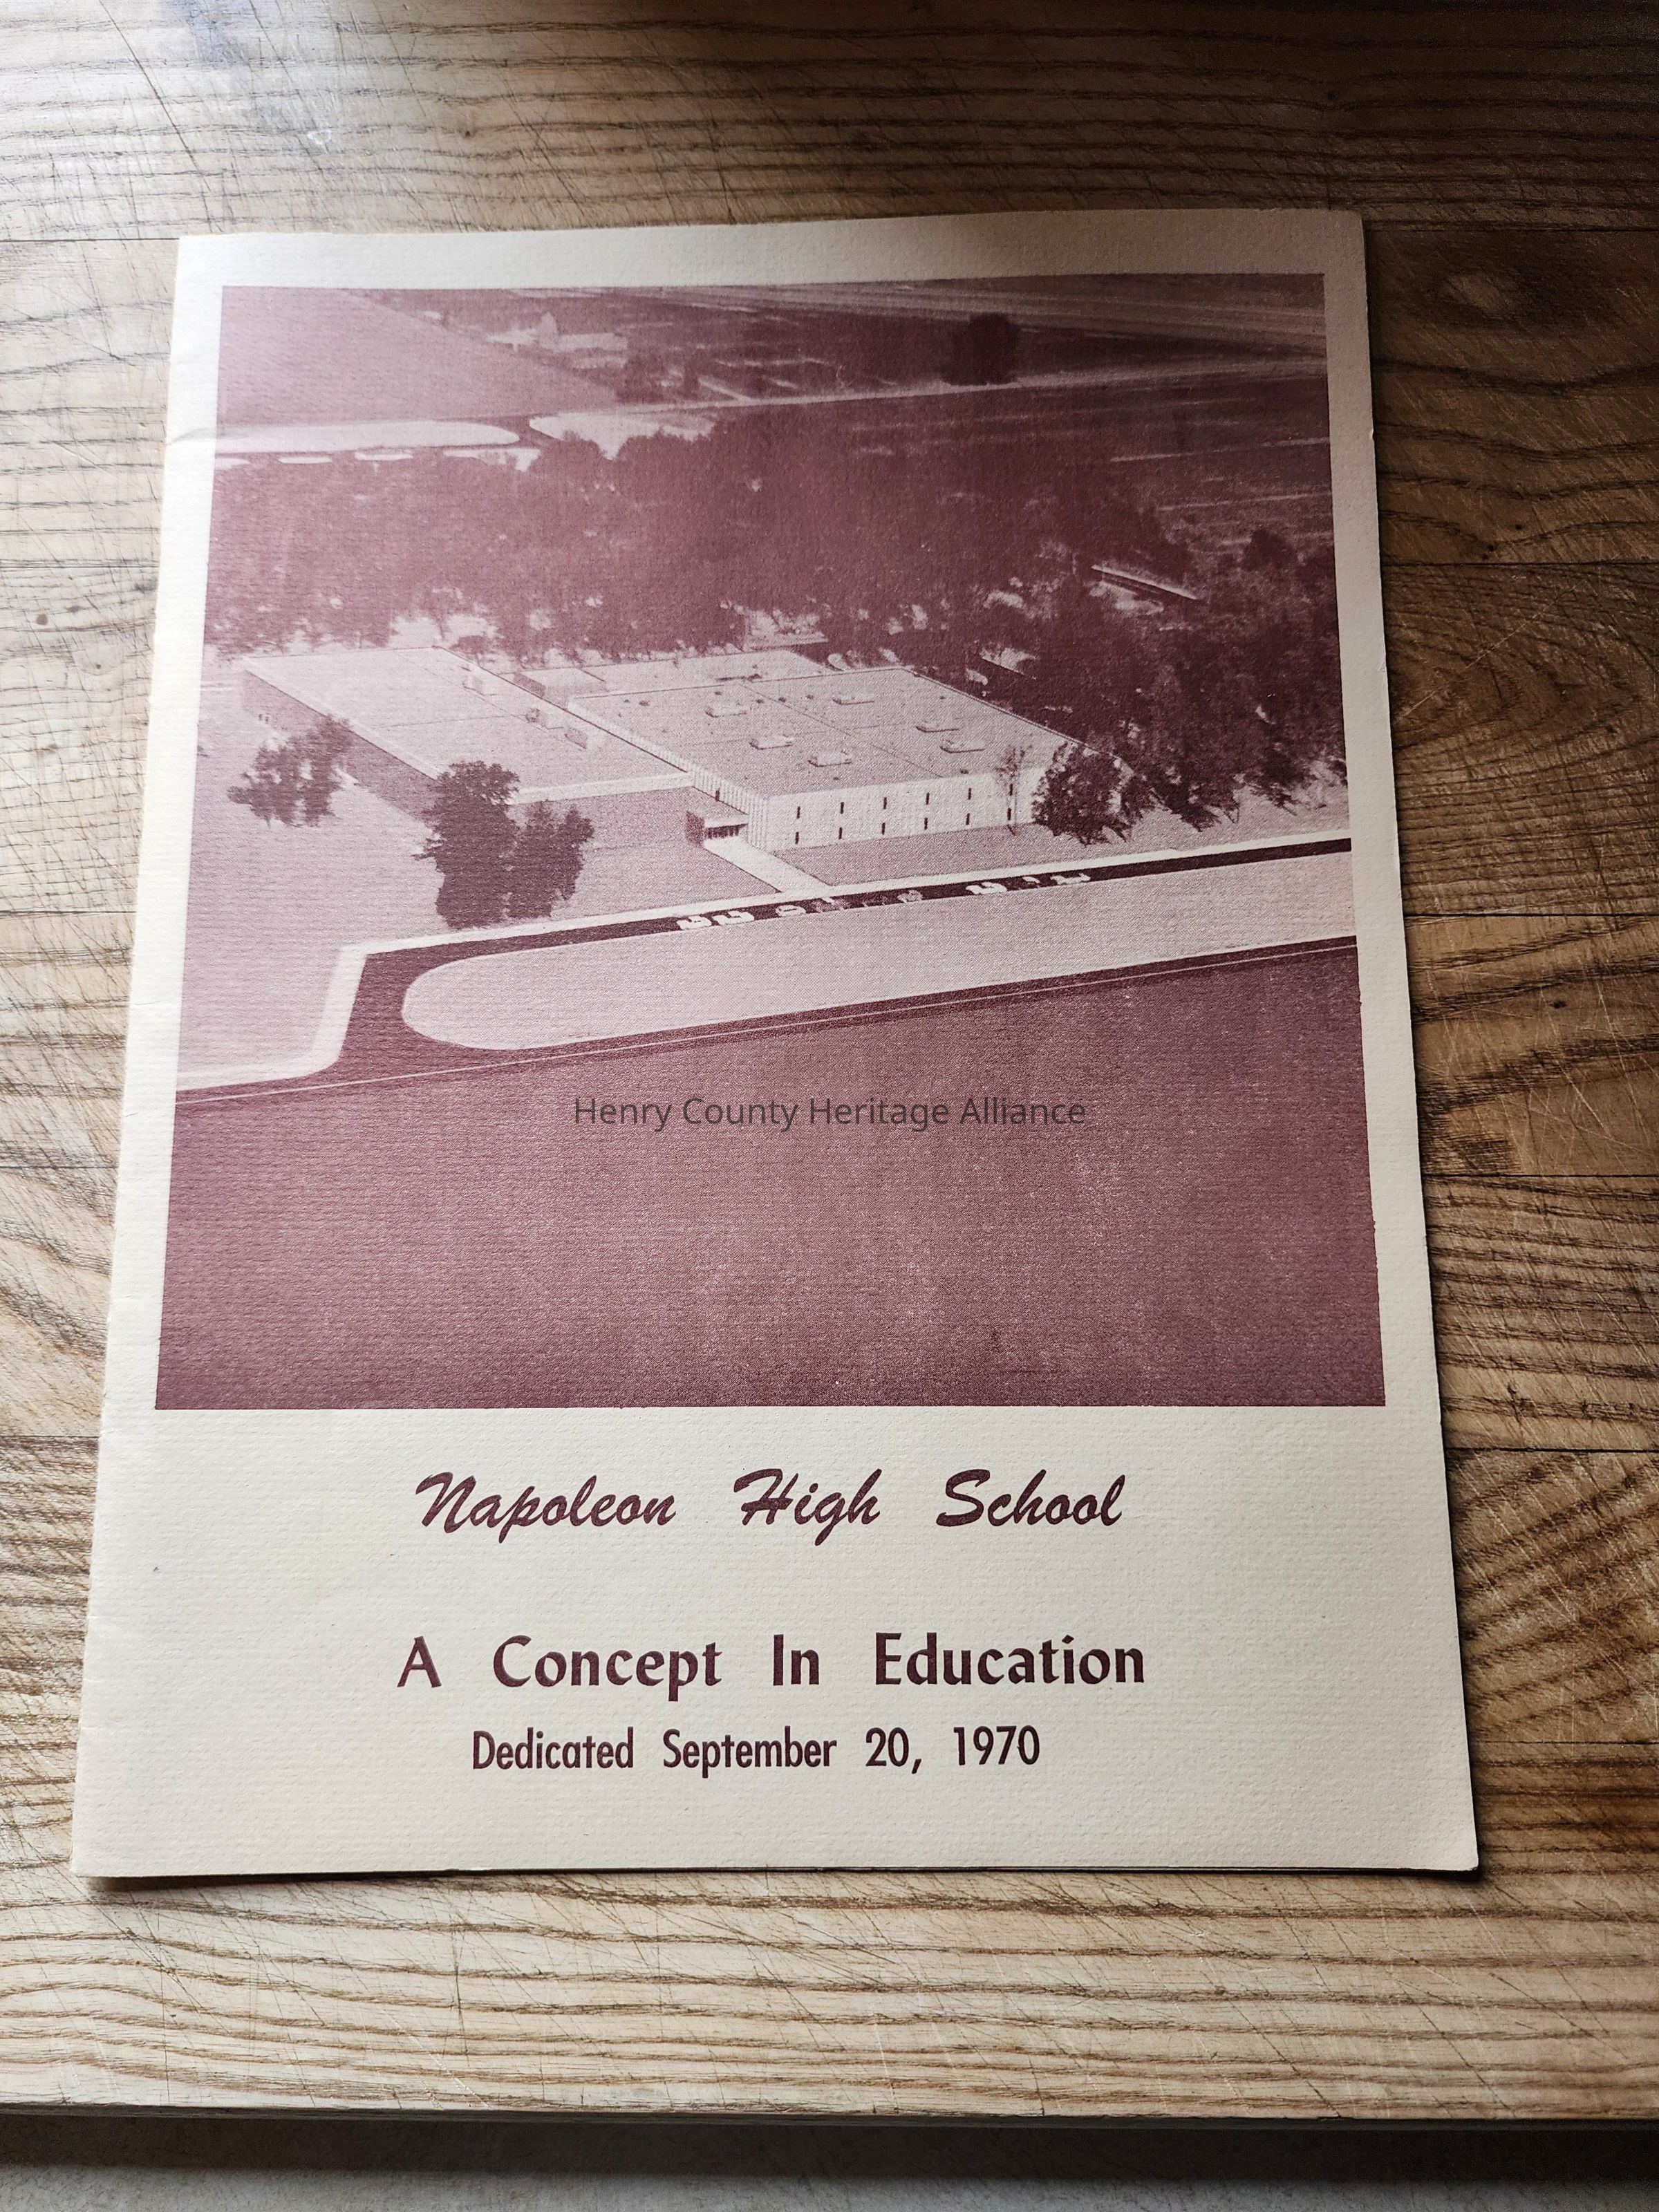 Henry County Heritage Alliance
Napoleon High School
A Concept In Education
Dedicated September 20, 1970